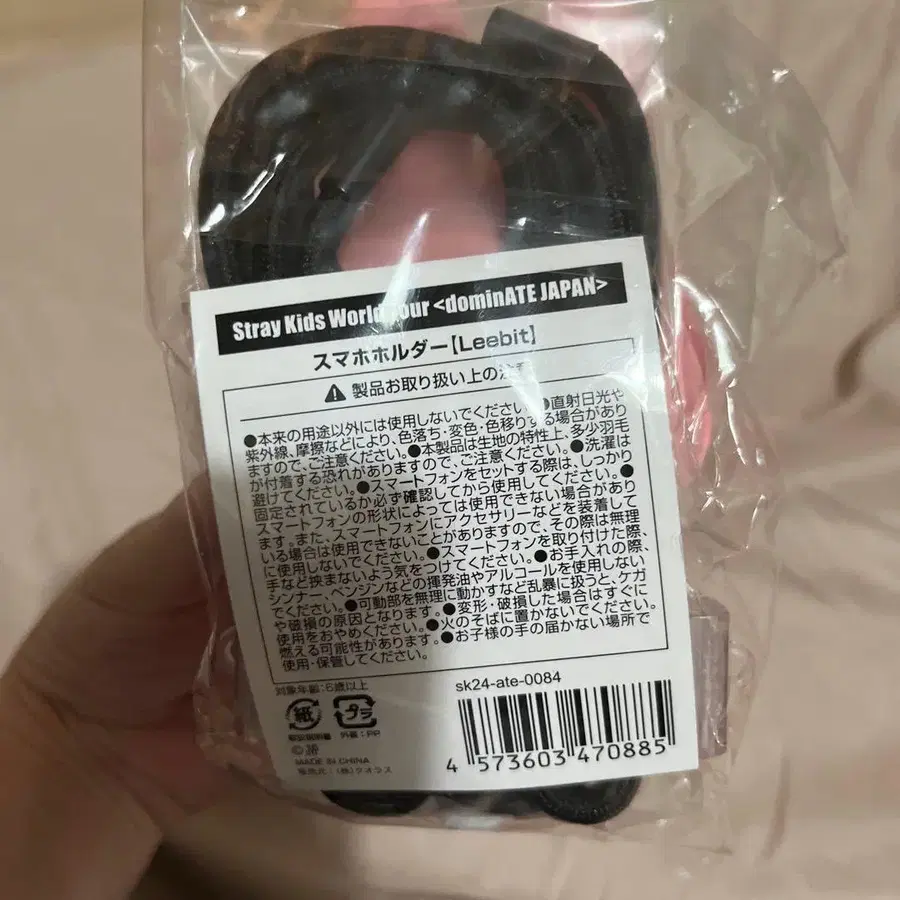 Stray Kids World Tour <dominATE JAPAN>
スマホホルダー【Leebit】
製品お取り扱い上の注意
●本来の用途以外には使用しないでください。●直射日光や
紫外線、摩擦などにより、色落ち・変色・色移りする場合があり
ますので、ご注意ください。●本製品は生地の特性上、多少羽毛
が付着する恐れがありますので、ご注意ください。●洗濯は
避けてください。●スマートフォンをセットする際は、しっかり
固定されているか必ず確認してから使用してください。●
スマートフォンの形状によっては使用できない場合があり
ます。また、スマートフォンにアクセサリーなどを装着して
いる場合は使用できないことがありますので、その際は無理
に使用しないでください。●スマートフォンを取り付けた際、
手など挟まないよう気をつけてください。●お手入れの際、
シンナー、ベンジンなどの揮発油やアルコールを使用しない
でください。●可動部を無理に動かすなど乱暴に扱うと、ケガ
や破損の原因となります。●変形・破損した場合はすぐに
使用をおやめください。●火のそばに置かないでください。
燃える可能性があります。●お子様の手の届かない場所で
使用・保管してください。
対象年齢：6歳以上
sk24-ate-0084
紙
プラ
取扱説明書
外装：PP
MADE IN CHINA
販売元：(株)クオラス
4 573603 470885